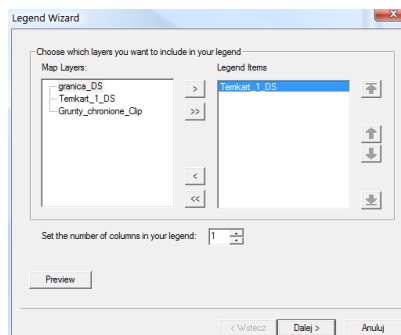 Legend Wizard
Choose which layers you want to include in your legend
Map Layers:
Legend Items
granica_DS
Temkart_1_DS
Grunty_chronione_Clip
>
>>
<
<<
Temkart_1_DS
Set the number of columns in your legend:
1
Preview
< Wstecz
Dalej >
Anuluj